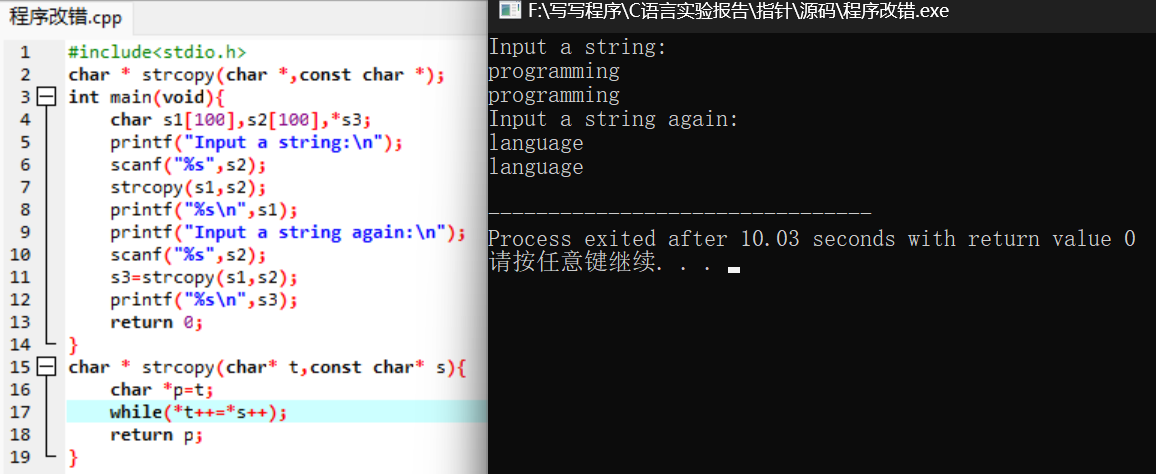 程序改错.cpp
1 #include<stdio.h>
2 char * strcopy(char *,const char *);
3 int main(void){
4 char s1[100],s2[100],*s3;
5 printf("Input a string:\n");
6 scanf("%s",s2);
7 strcopy(s1,s2);
8 printf("%s\n",s1);
9 printf("Input a string again:\n");
10 scanf("%s",s2);
11 s3=strcopy(s1,s2);
12 printf("%s\n",s3);
13 return 0;
14 }
15 char * strcopy(char* t,const char* s){
16 char *p=t;
17 while(*t++=*s++);
18 return p;
19 }
F:\写写程序\C语言实验报告\指针\源码\程序改错.exe
Input a string:
programming
programming
Input a string again:
language
language
--------------------------------
Process exited after 10.03 seconds with return value 0
请按任意键继续. . .